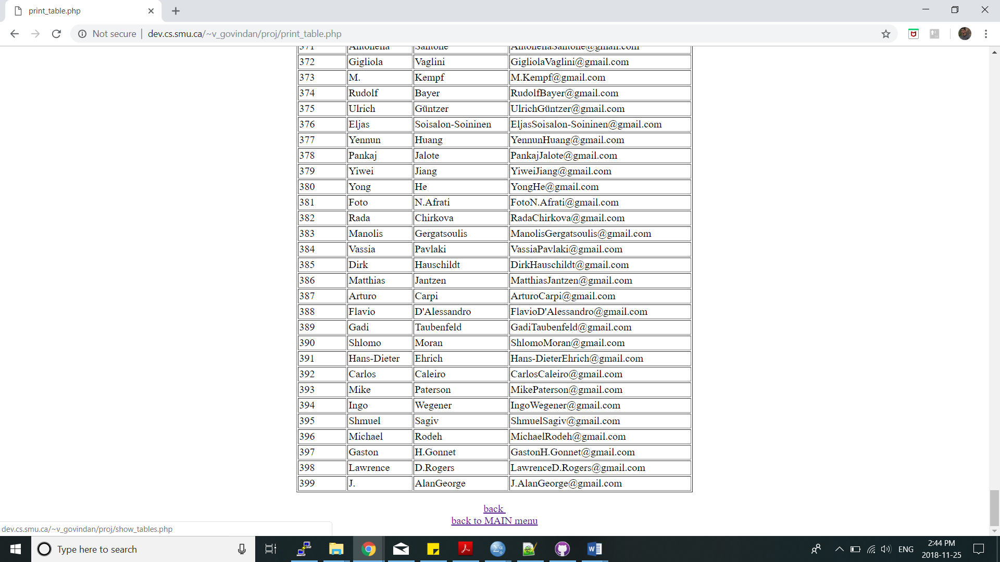 print_table.php
Not secure dev.cs.smu.ca/~v_govindan/proj/print_table.php
371 Antonella Santone AntonellaSantone@gmail.com
372 Gigliola Vaglini GigliolaVaglini@gmail.com
373 M. Kempf M.Kempf@gmail.com
374 Rudolf Bayer RudolfBayer@gmail.com
375 Ulrich Güntzer UlrichGüntzer@gmail.com
376 Eljas Soisalon-Soininen EljasSoisalon-Soininen@gmail.com
377 Yennun Huang YennunHuang@gmail.com
378 Pankaj Jalote PankajJalote@gmail.com
379 Yiwei Jiang YiweiJiang@gmail.com
380 Yong He YongHe@gmail.com
381 Foto N.Afrati FotoN.Afrati@gmail.com
382 Rada Chirkova RadaChirkova@gmail.com
383 Manolis Gergatsoulis ManolisGergatsoulis@gmail.com
384 Vassia Pavlaki VassiaPavlaki@gmail.com
385 Dirk Hauschildt DirkHauschildt@gmail.com
386 Matthias Jantzen MatthiasJantzen@gmail.com
387 Arturo Carpi ArturoCarpi@gmail.com
388 Flavio D'Alessandro FlavioD'Alessandro@gmail.com
389 Gadi Taubenfeld GadiTaubenfeld@gmail.com
390 Shlomo Moran ShlomoMoran@gmail.com
391 Hans-Dieter Ehrich Hans-DieterEhrich@gmail.com
392 Carlos Caleiro CarlosCaleiro@gmail.com
393 Mike Paterson MikePaterson@gmail.com
394 Ingo Wegener IngoWegener@gmail.com
395 Shmuel Sagiv ShmuelSagiv@gmail.com
396 Michael Rodeh MichaelRodeh@gmail.com
397 Gaston H.Gonnet GastonH.Gonnet@gmail.com
398 Lawrence D.Rogers LawrenceD.Rogers@gmail.com
399 J. AlanGeorge J.AlanGeorge@gmail.com
back
back to MAIN menu
dev.cs.smu.ca/~v_govindan/proj/show_tables.php
Type here to search
ENG
2:44 PM
2018-11-25